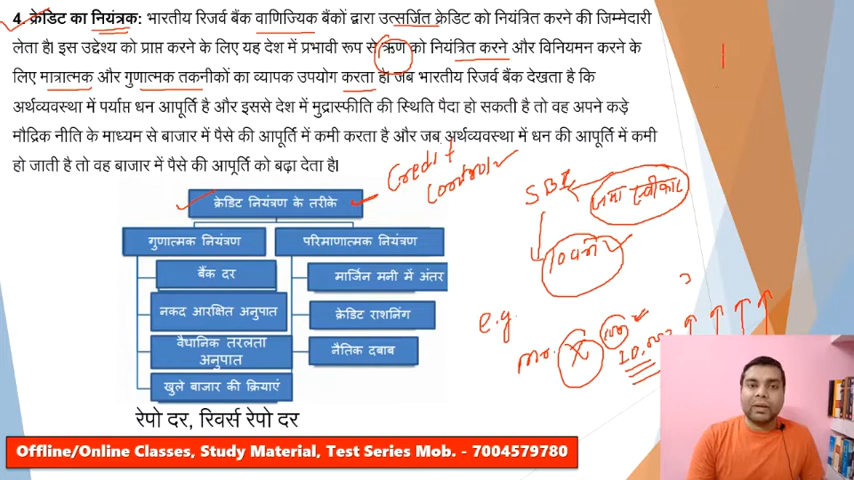 4. क्रेडिट का नियंत्रक: भारतीय रिजर्व बैंक वाणिज्यिक बैंकों द्वारा उत्सर्जित क्रेडिट को नियंत्रित करने की जिम्मेदारी
लेता है। इस उद्देश्य को प्राप्त करने के लिए यह देश में प्रभावी रूप से ऋण को नियंत्रित करने और विनियमन करने के
लिए मात्रात्मक और गुणात्मक तकनीकों का व्यापक उपयोग करता है। जब भारतीय रिजर्व बैंक देखता है कि
अर्थव्यवस्था में पर्याप्त धन आपूर्ति है और इससे देश में मुद्रास्फीति की स्थिति पैदा हो सकती है तो वह अपने कड़े
मौद्रिक नीति के माध्यम से बाजार में पैसे की आपूर्ति में कमी करता है और जब अर्थव्यवस्था में धन की आपूर्ति में कमी
हो जाती है तो वह बाजार में पैसे की आपूर्ति को बढ़ा देता है।
Credit
Control
क्रेडिट नियंत्रण के तरीके
SBI
जमा स्वीकार
गुणात्मक नियंत्रण
परिमाणात्मक नियंत्रण
बैंक दर
मार्जिन मनी में अंतर
नकद आरक्षित अनुपात
क्रेडिट राशनिंग
e.g.
वैधानिक तरलता
अनुपात
नैतिक दबाव
Mr. X
खुले बाजार की क्रियाएं
रेपो दर, रिवर्स रेपो दर
Offline/Online Classes, Study Material, Test Series Mob. - 7004579780